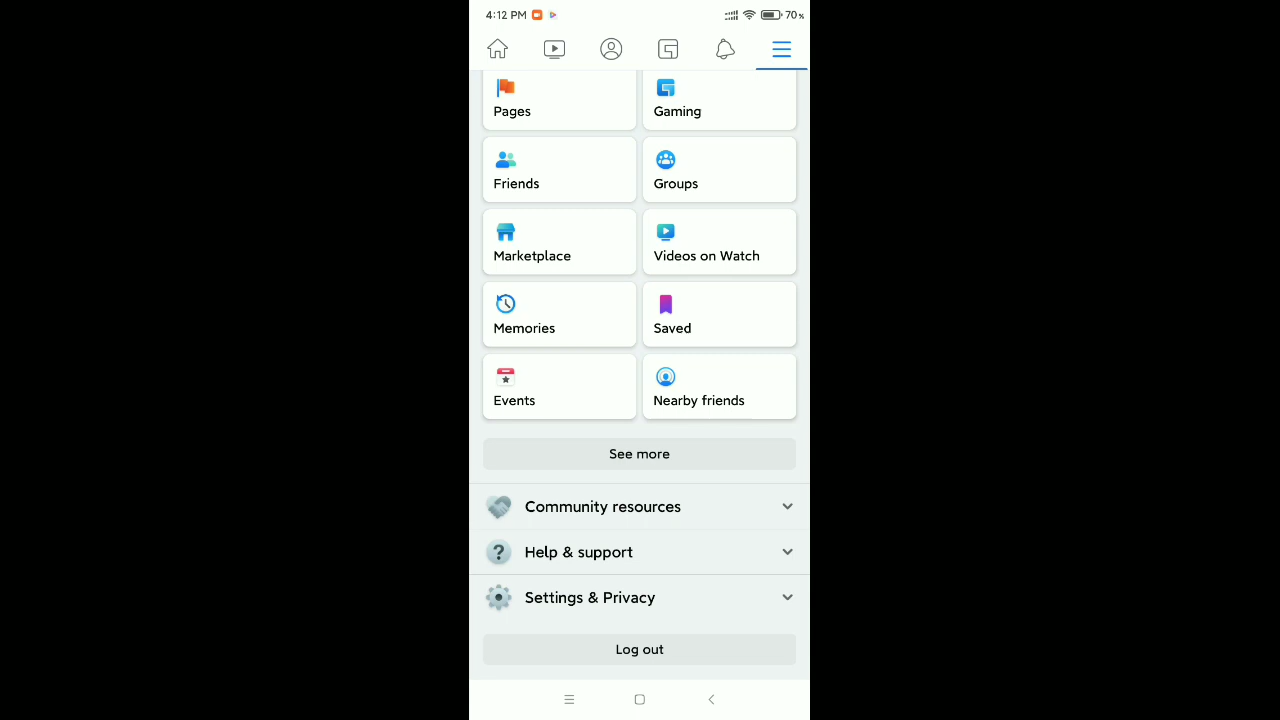 4:12 PM
70%
Pages
Gaming
Friends
Groups
Marketplace
Videos on Watch
Memories
Saved
Events
Nearby friends
See more
Community resources
Help & support
Settings & Privacy
Log out